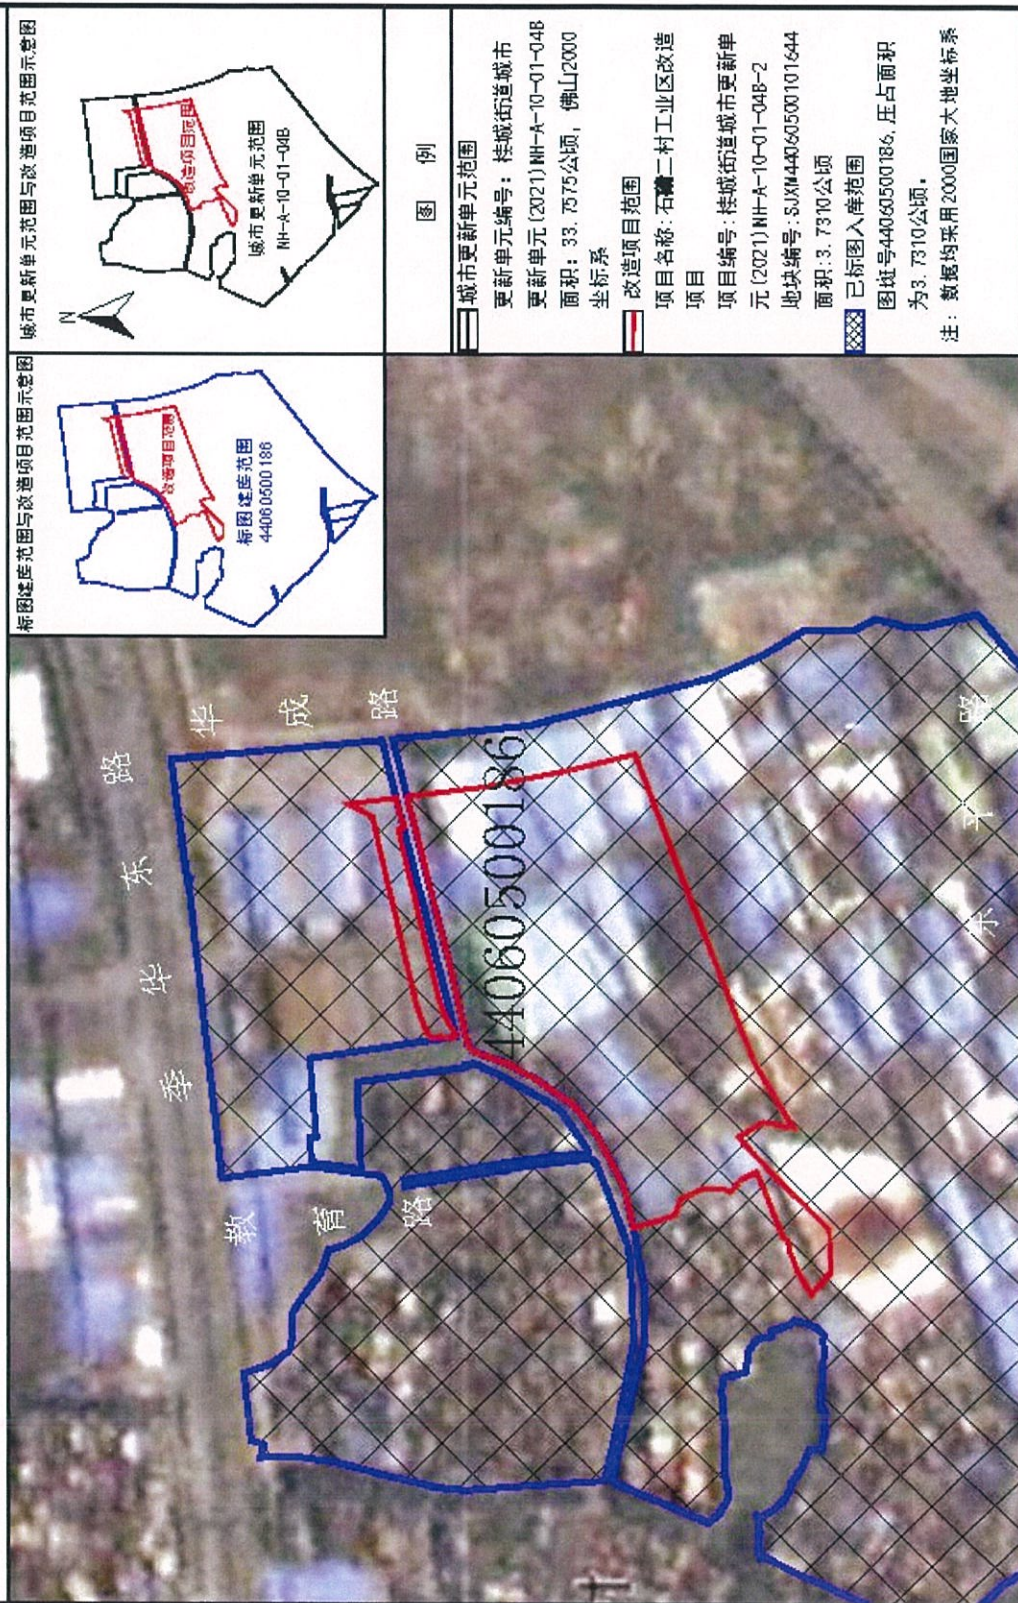 标图建库范围与改造项目范围示意图
改造项目范围
标图建库范围
44060500186
城市更新单元范围与改造项目范围示意图
N
改造项目范围
城市更新单元范围
NH-A-10-01-04B
图 例
城市更新单元范围
更新单元编号：桂城街道城市
更新单元[2021]NH-A-10-01-04B
面积：33.7575公顷，佛山2000
坐标系
改造项目范围
项目名称：石 二村工业区改造
项目
项目编号：桂城街道城市更新单
元[2021]NH-A-10-01-04B-2
地块编号：SJXM44060500101644
面积：3.7310公顷
已标图入库范围
图斑号44060500186，压占面积
为3.7310公顷。
注：数据均采用2000国家大地坐标系
季华东路
华成路
教育路
44060500186
东平路